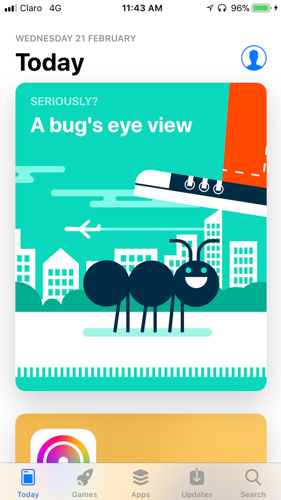 Claro 4G 11:43 AM 96%
WEDNESDAY 21 FEBRUARY
Today
SERIOUSLY?
A bug's eye view
Today Games Apps Updates Search